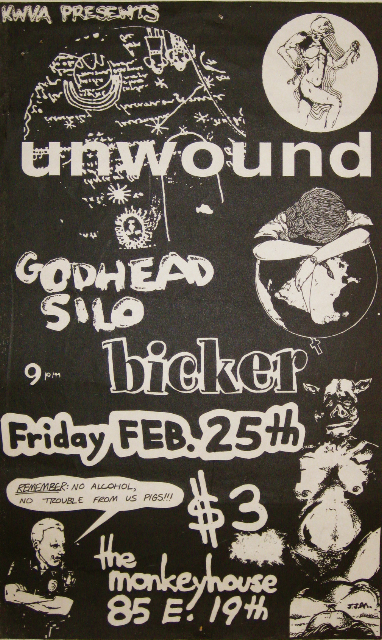 KWVA PRESENTS
unwound
GODHEAD
SILO
9 pm
bicker
Friday FEB. 25th
REMEMBER: NO ALCOHOL,
NO TROUBLE FROM US PIGS!!!
$3
the
monkeyhouse
85 E. 19th